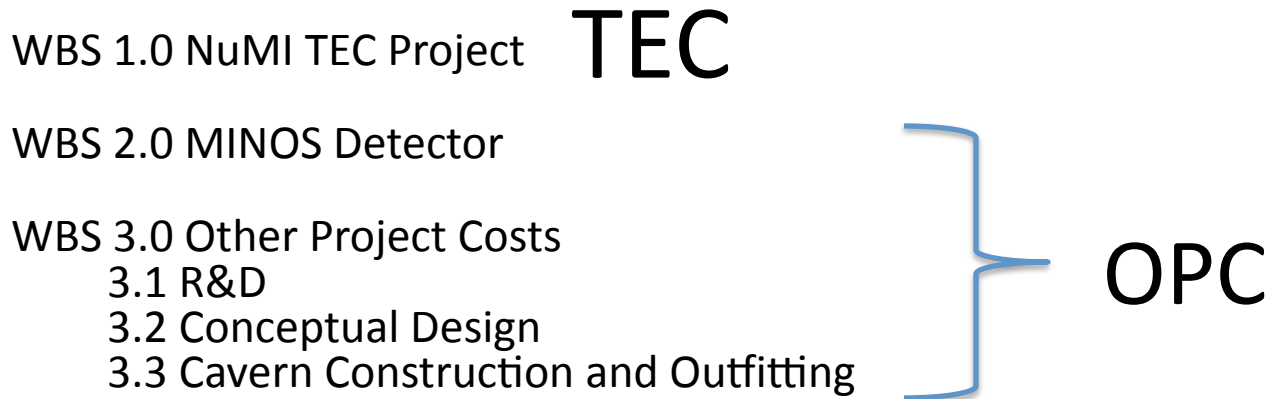 WBS 1.0 NuMI TEC Project TEC
WBS 2.0 MINOS Detector
WBS 3.0 Other Project Costs
3.1 R&D
3.2 Conceptual Design
3.3 Cavern Construction and Outfitting
OPC